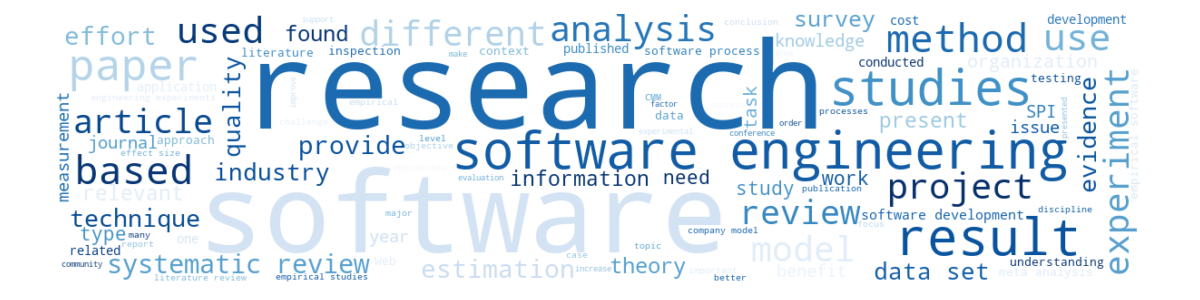 effort
used
found
different
analysis
survey
cost
development
literature
inspection
context
published
software process
conclusion
support
make
knowledge
method
use
paper
research
studies
conducted
organization
testing
application
engineering experiments
improve
empirical
quality
measurement
article
journal
approach
effect size
challenge
level
objective
provide
CMM
factor
data
task
experimental
conference
order
processes
present
SPI
issue
presented
evidence
experiment
empirical software
based
industry
software engineering
information
need
evaluation
relevant
software
study
publication
work
project
technique
type
many
report
related
one
year
major
review
software development
focus
discipline
company model
result
community
systematic review
literature review
empirical studies
Web
estimation
case
increase
topic
theory
important
better
model
benefit
data set
meta analysis
understanding